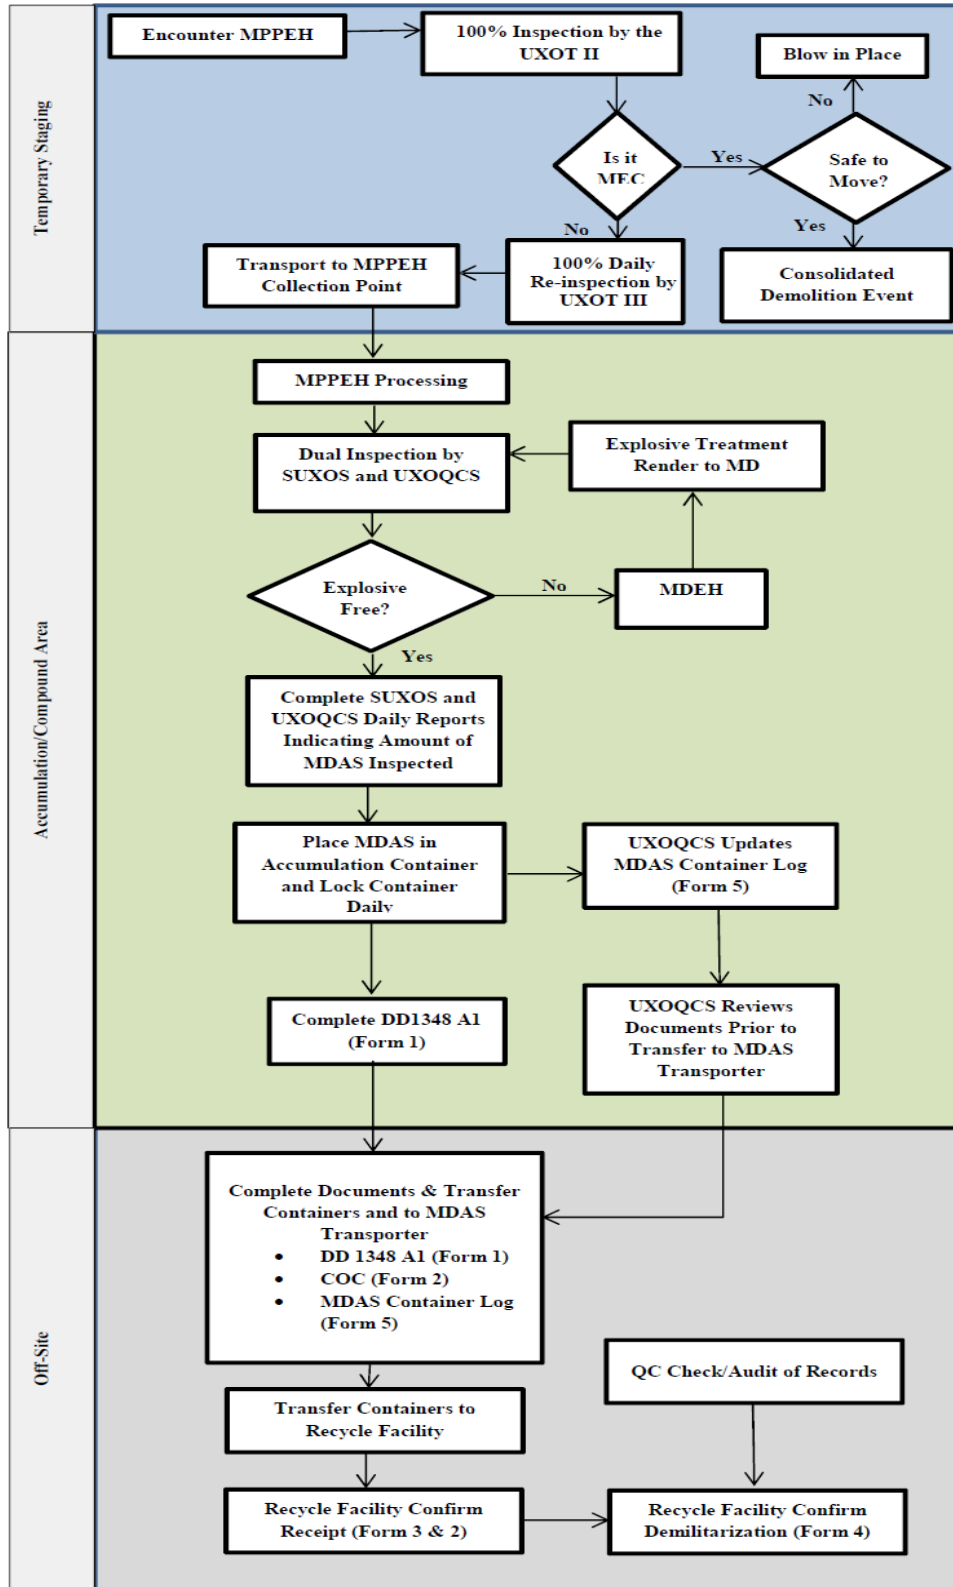 Temporary Staging
Encounter MPPEH
100% Inspection by the
UXOT II
Blow in Place
No
Is it
MEC
Yes
Safe to
Move?
No
Yes
Transport to MPPEH
Collection Point
100% Daily
Re-inspection by
UXOT III
Consolidated
Demolition Event
Accumulation/Compound Area
MPPEH Processing
Dual Inspection by
SUXOS and UXOQCS
Explosive Treatment
Render to MD
Explosive
Free?
No
MDEH
Yes
Complete SUXOS and
UXOQCS Daily Reports
Indicating Amount of
MDAS Inspected
Place MDAS in
Accumulation Container
and Lock Container
Daily
UXOQCS Updates
MDAS Container Log
(Form 5)
Complete DD1348 A1
(Form 1)
UXOQCS Reviews
Documents Prior to
Transfer to MDAS
Transporter
Off-Site
Complete Documents & Transfer
Containers and to MDAS
Transporter
• DD 1348 A1 (Form 1)
• COC (Form 2)
• MDAS Container Log
(Form 5)
QC Check/Audit of Records
Transfer Containers to
Recycle Facility
Recycle Facility Confirm
Receipt (Form 3 & 2)
Recycle Facility Confirm
Demilitarization (Form 4)